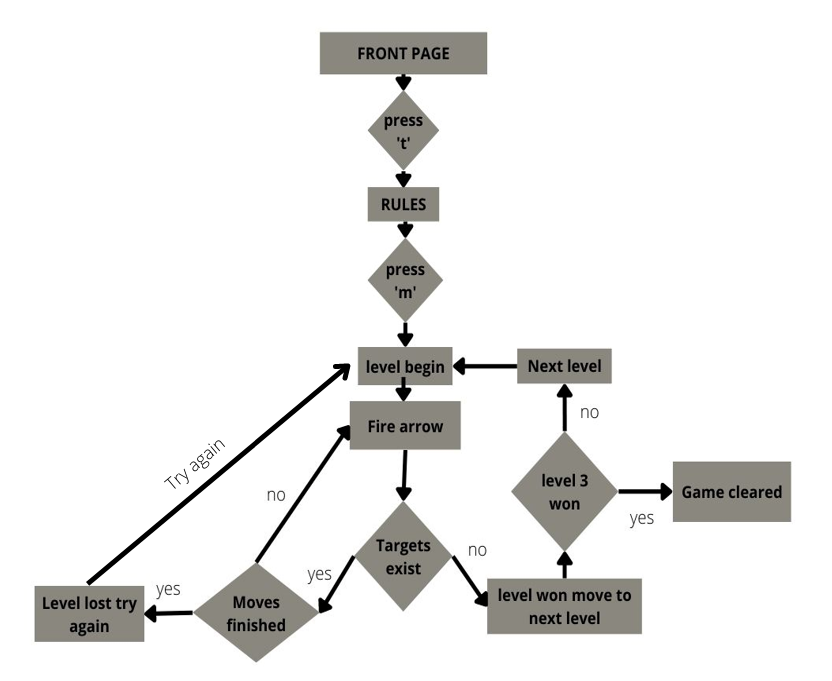 FRONT PAGE
press
't'
RULES
press
'm'
level begin
Next level
Fire arrow
no
Try again
level 3
won
Game cleared
yes
no
Targets
exist
no
yes
yes
Level lost try
again
Moves
finished
level won move to
next level